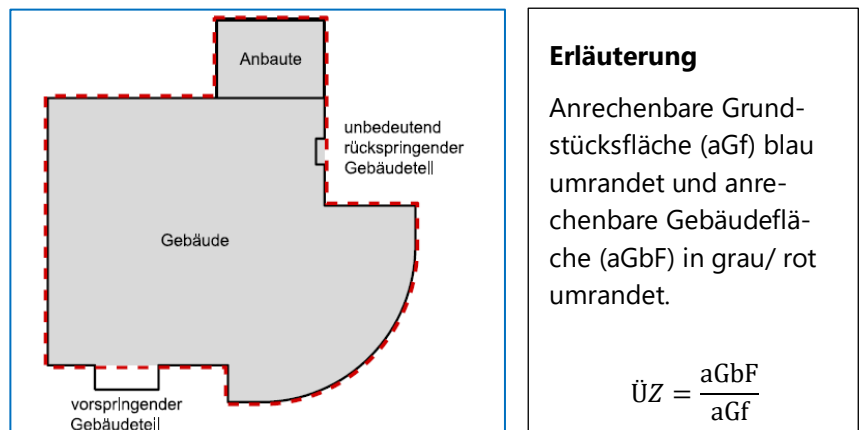 Anbaute
unbedeutend
rückspringender
Gebäudeteil
Gebäude
vorspringender
Gebäudeteil
Erläuterung
Anrechenbare Grund-
stücksfläche (aGf) blau
umrandet und anre-
chenbare Gebäudeflä-
che (aGbF) in grau/ rot
umrandet.
ÜZ = aGbF / aGf